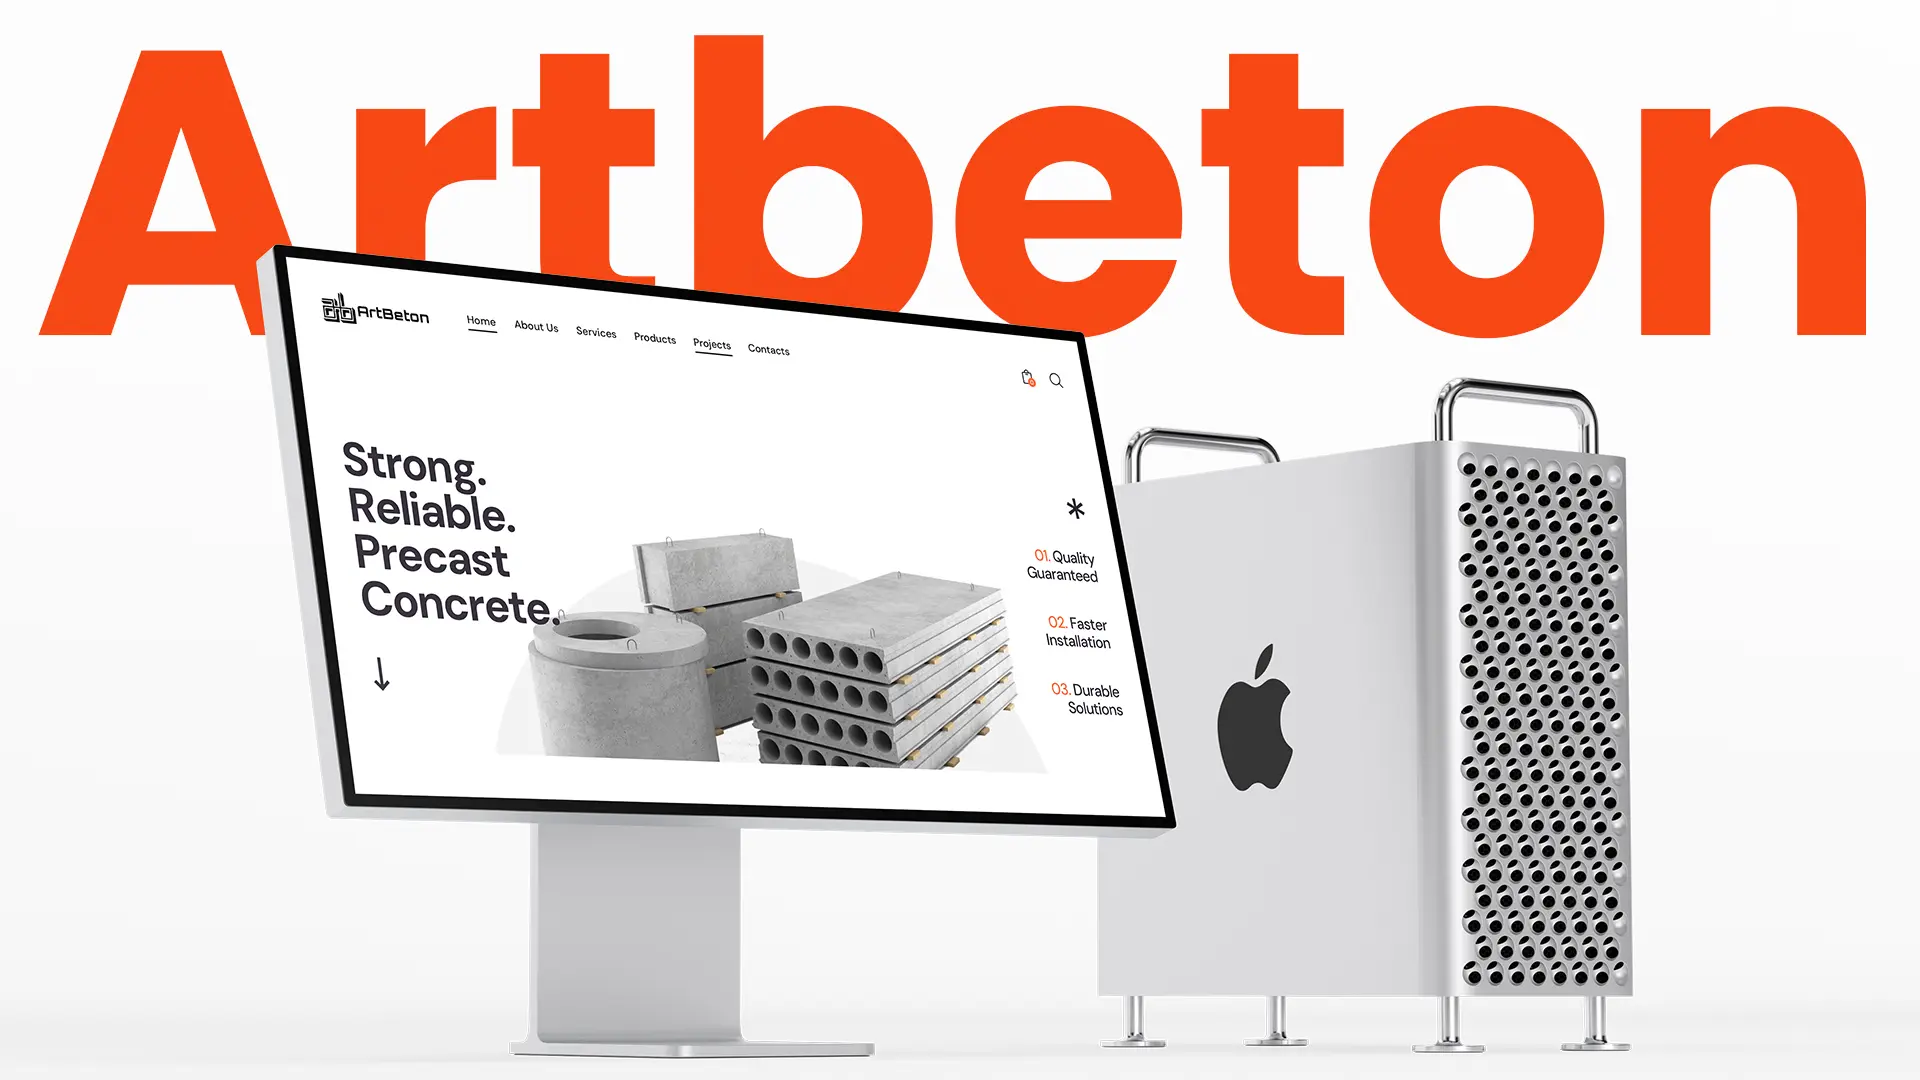 Artbeton
ArtBeton
Home
About Us
Services
Products
Projects
Contacts
Strong.
Reliable.
Precast
Concrete.
01. Quality
Guaranteed
02. Faster
Installation
03. Durable
Solutions